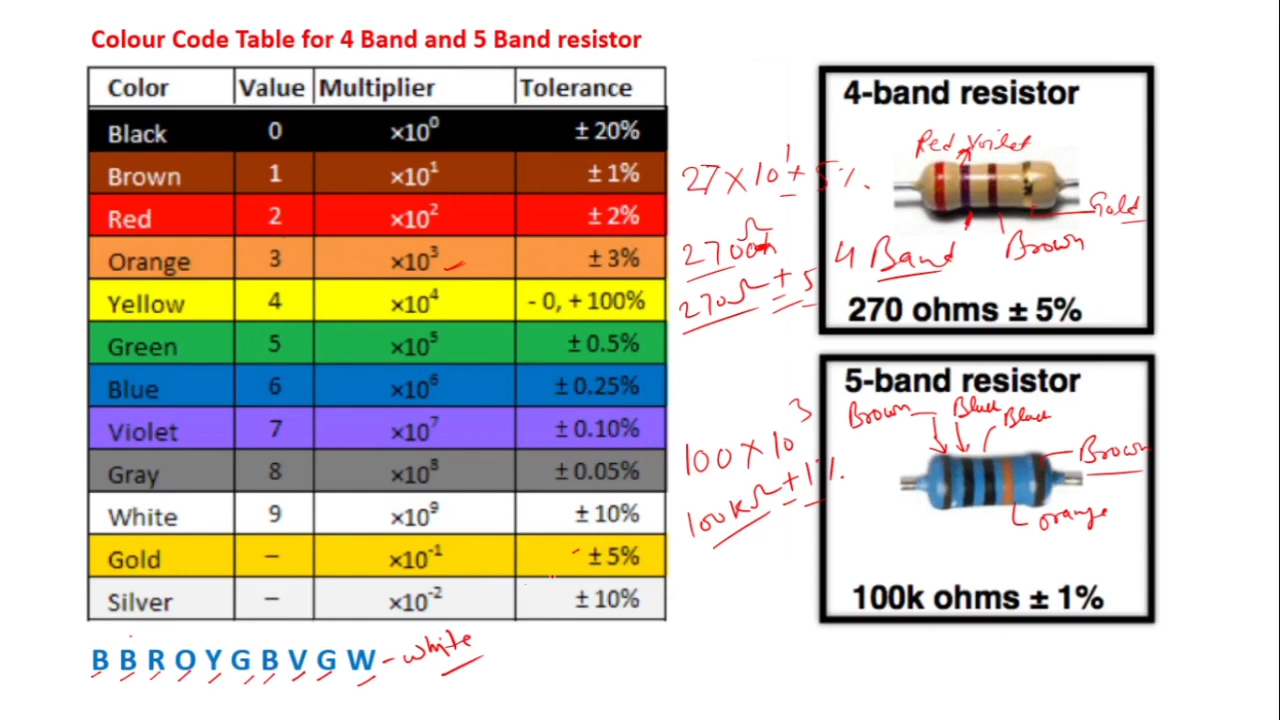 Colour Code Table for 4 Band and 5 Band resistor
Color Value Multiplier Tolerance
Black 0 ×10⁰ ± 20%
Brown 1 ×10¹ ± 1%
Red 2 ×10² ± 2%
Orange 3 ×10³ ± 3%
Yellow 4 ×10⁴ - 0, + 100%
Green 5 ×10⁵ ± 0.5%
Blue 6 ×10⁶ ± 0.25%
Violet 7 ×10⁷ ± 0.10%
Gray 8 ×10⁸ ± 0.05%
White 9 ×10⁹ ± 10%
Gold – ×10⁻¹ ± 5%
Silver – ×10⁻² ± 10%
B B R O Y G B V G W - white
27 × 10¹ ± 5%.
270Ω
270Ω ± 5
100 × 10³
100kΩ ± 1%.
4-band resistor
Red Voilet
Gold
Brown
4 Band
270 ohms ± 5%
5-band resistor
Brown Black Black
Brown
orange
100k ohms ± 1%